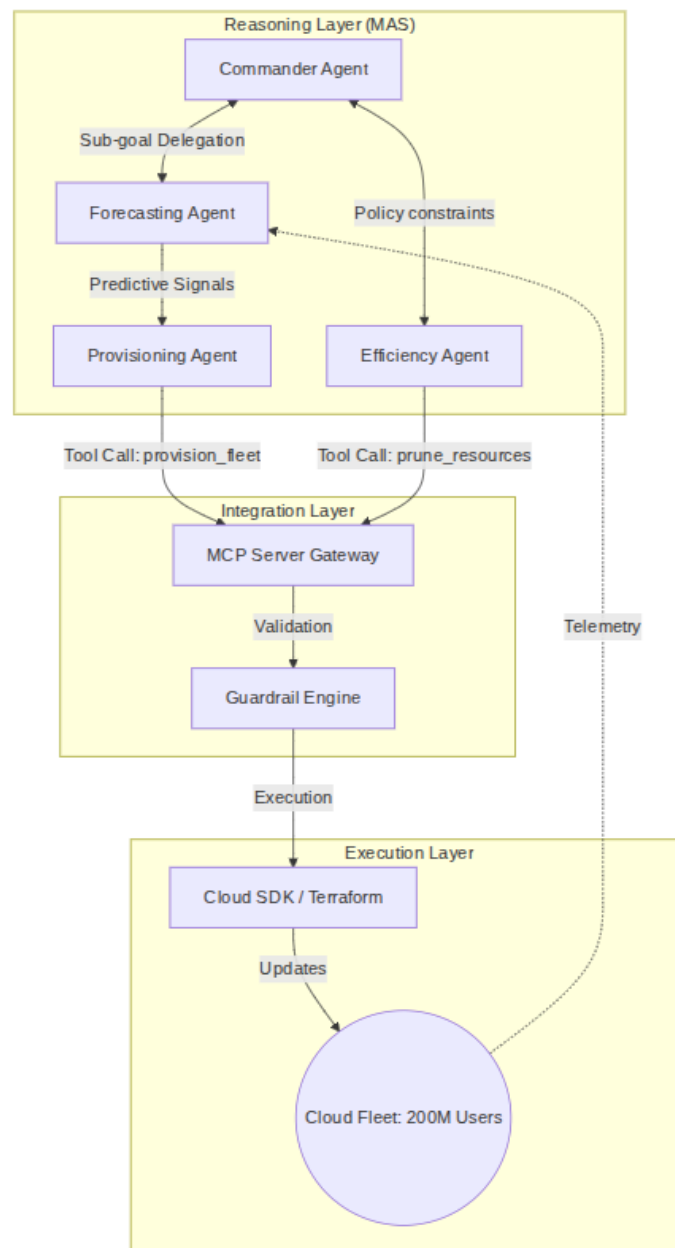 Reasoning Layer (MAS)
Commander Agent
Sub-goal Delegation
Forecasting Agent
Policy constraints
Predictive Signals
Provisioning Agent
Efficiency Agent
Tool Call: provision_fleet
Tool Call: prune_resources
Integration Layer
MCP Server Gateway
Validation
Telemetry
Guardrail Engine
Execution
Execution Layer
Cloud SDK / Terraform
Updates
Cloud Fleet: 200M Users